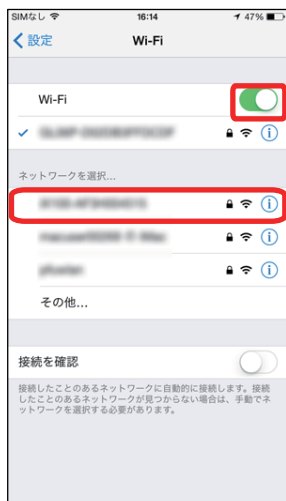 SIMなし 16:14 47%
設定 Wi-Fi
Wi-Fi
ネットワークを選択...
その他...
接続を確認
接続したことのあるネットワークに自動的に接続します。接続
したことのあるネットワークが見つからない場合は、手動でネ
ットワークを選択する必要があります。